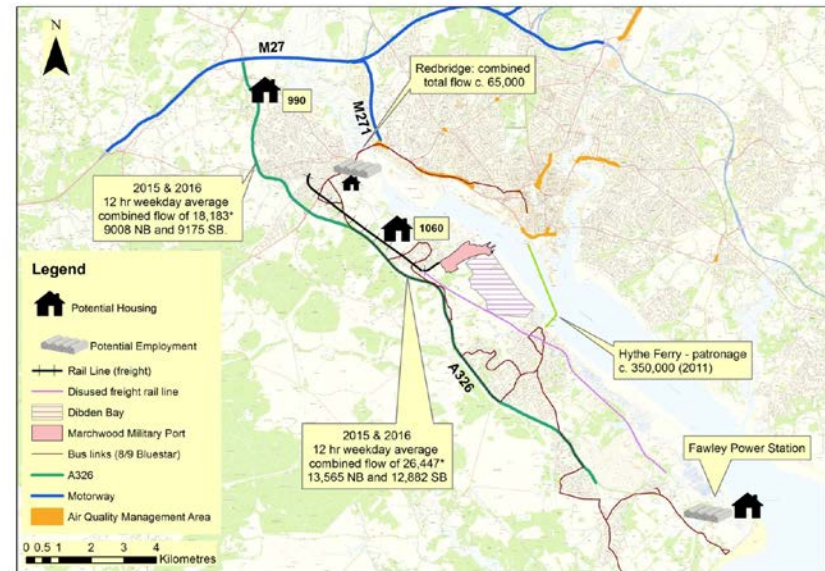 N
M27
Redbridge: combined
total flow c. 65,000
990
M271
2015 & 2016
12 hr weekday average
combined flow of 18,183*
9008 NB and 9175 SB.
1060
Legend
Potential Housing
Potential Employment
Rail Line (freight)
Disused freight rail line
Dibden Bay
Marchwood Military Port
Bus links (8/9 Bluestar)
A326
Motorway
Air Quality Management Area
0 0.5 1 2 3 4
Kilometres
A326
Hythe Ferry - patronage
c. 350,000 (2011)
2015 & 2016
12 hr weekday average
combined flow of 26,447*
13,565 NB and 12,882 SB
Fawley Power Station